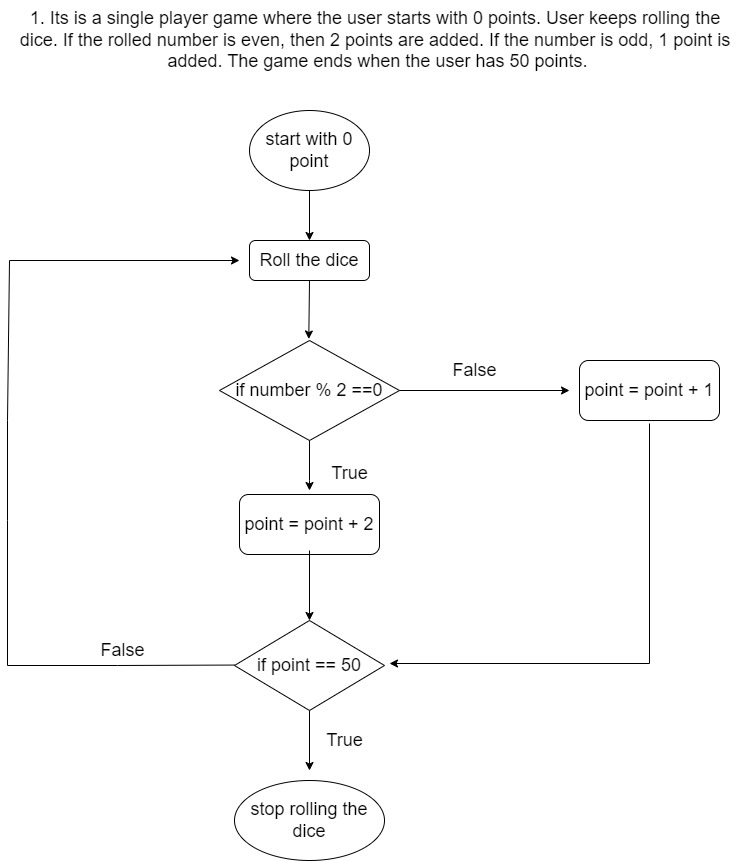 1. Its is a single player game where the user starts with 0 points. User keeps rolling the
dice. If the rolled number is even, then 2 points are added. If the number is odd, 1 point is
added. The game ends when the user has 50 points.
start with 0
point
Roll the dice
if number % 2 ==0
False
point = point + 1
True
point = point + 2
False
if point == 50
True
stop rolling the
dice